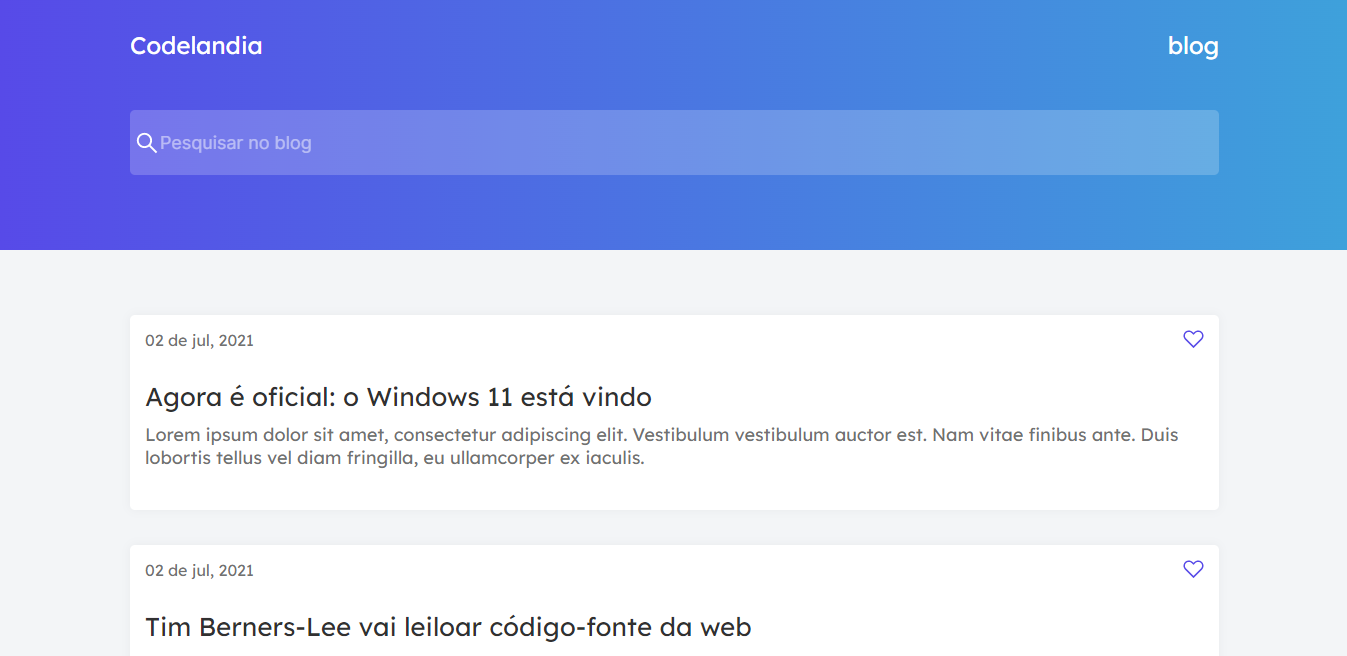 Codelandia
blog
Pesquisar no blog
02 de jul, 2021
Agora é oficial: o Windows 11 está vindo
Lorem ipsum dolor sit amet, consectetur adipiscing elit. Vestibulum vestibulum auctor est. Nam vitae finibus ante. Duis
lobortis tellus vel diam fringilla, eu ullamcorper ex iaculis.
02 de jul, 2021
Tim Berners-Lee vai leiloar código-fonte da web